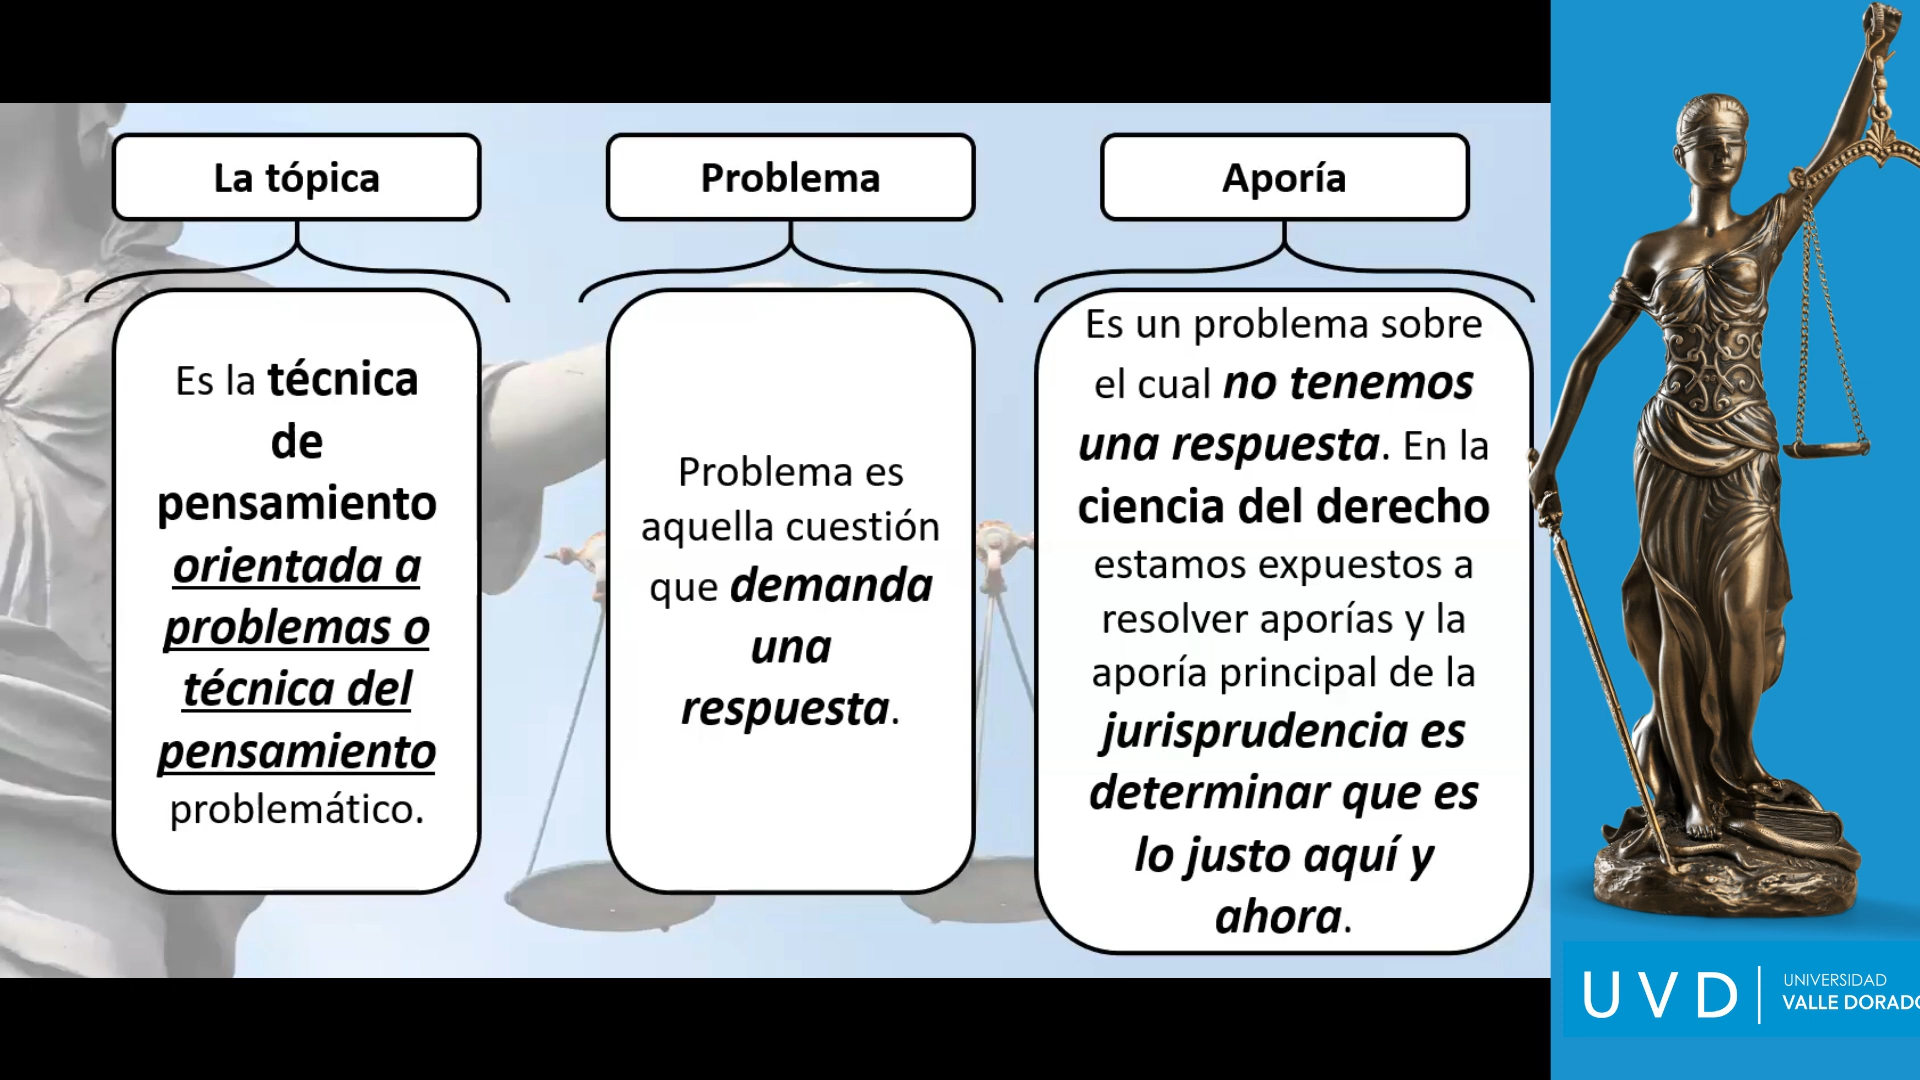 La tópica
Es la técnica
de
pensamiento
orientada a
problemas o
técnica del
pensamiento
problemático.
Problema
Problema es
aquella cuestión
que demanda
una
respuesta.
Aporía
Es un problema sobre
el cual no tenemos
una respuesta. En la
ciencia del derecho
estamos expuestos a
resolver aporías y la
aporía principal de la
jurisprudencia es
determinar que es
lo justo aquí y
ahora.
UVD
UNIVERSIDAD
VALLE DORADO